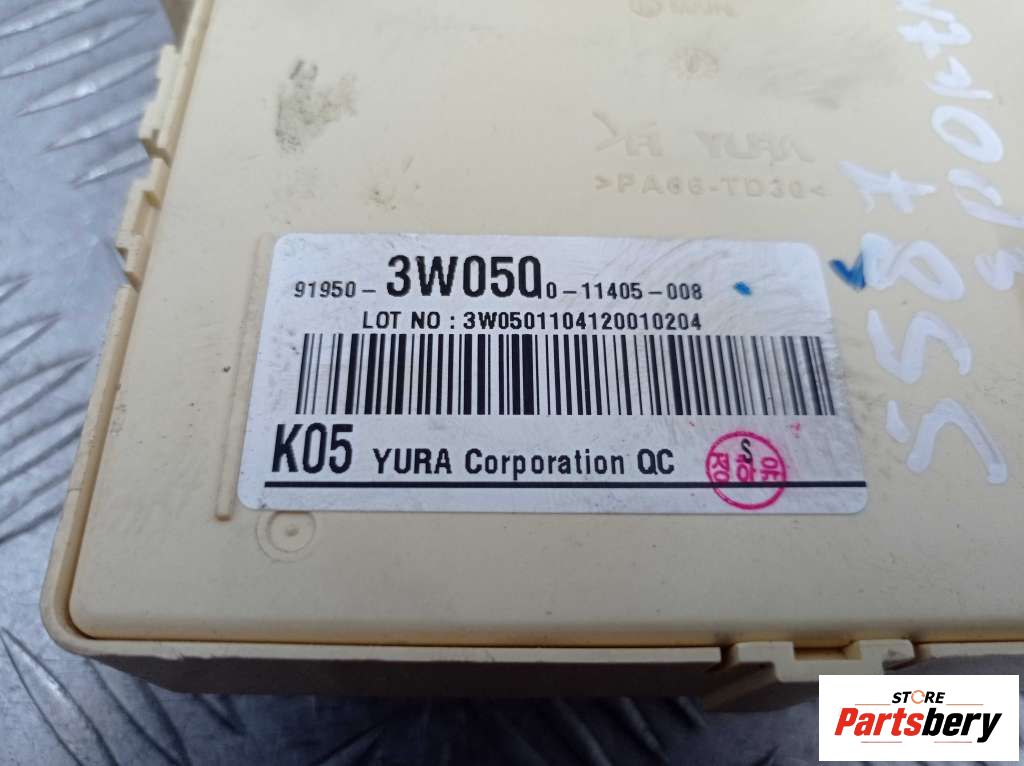 YURA
>PA66-TD30<
91950- 3W050 0-11405-008
LOT NO : 3W0501104120010204
K05 YURA Corporation QC
S
STORE
Partsbery